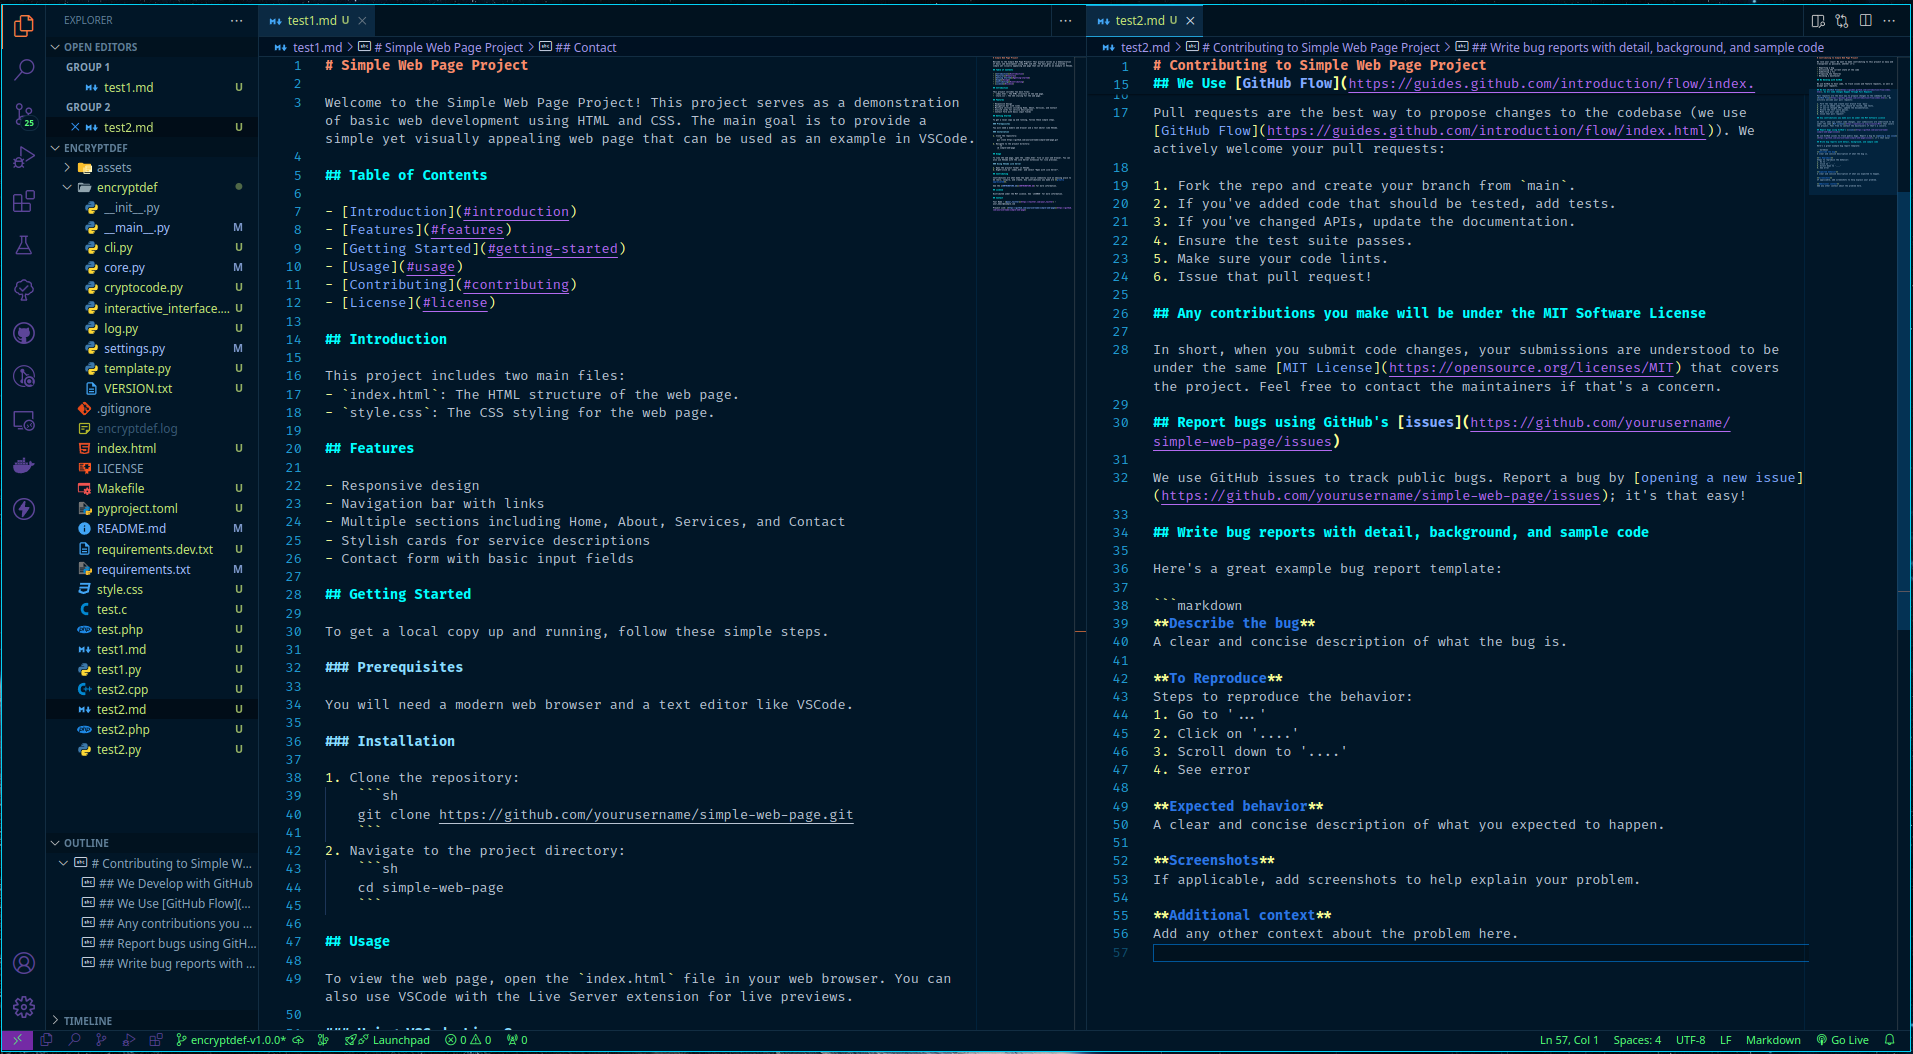 EXPLORER
OPEN EDITORS
GROUP 1
test1.md U
GROUP 2
test2.md U
ENCRYPTDEF
assets
encryptdef
__init__.py
__main__.py M
cli.py U
core.py M
cryptocode.py U
interactive_interface.... U
log.py U
settings.py M
template.py U
VERSION.txt U
.gitignore
encryptdef.log
index.html U
LICENSE
Makefile U
pyproject.toml U
README.md M
requirements.dev.txt U
requirements.txt M
style.css U
test.c U
test.php U
test1.md U
test1.py U
test2.cpp U
test2.md U
test2.php U
test2.py U
OUTLINE
# Contributing to Simple W...
## We Develop with GitHub
## We Use [GitHub Flow](...
## Any contributions you ...
## Report bugs using GitH...
## Write bug reports with ...
TIMELINE
25
test1.md U
test1.md > # Simple Web Page Project > ## Contact
1 # Simple Web Page Project
2
3 Welcome to the Simple Web Page Project! This project serves as a demonstration
of basic web development using HTML and CSS. The main goal is to provide a
simple yet visually appealing web page that can be used as an example in VSCode.
4
5 ## Table of Contents
6
7 - [Introduction](#introduction)
8 - [Features](#features)
9 - [Getting Started](#getting-started)
10 - [Usage](#usage)
11 - [Contributing](#contributing)
12 - [License](#license)
13
14 ## Introduction
15
16 This project includes two main files:
17 - `index.html`: The HTML structure of the web page.
18 - `style.css`: The CSS styling for the web page.
19
20 ## Features
21
22 - Responsive design
23 - Navigation bar with links
24 - Multiple sections including Home, About, Services, and Contact
25 - Stylish cards for service descriptions
26 - Contact form with basic input fields
27
28 ## Getting Started
29
30 To get a local copy up and running, follow these simple steps.
31
32 ### Prerequisites
33
34 You will need a modern web browser and a text editor like VSCode.
35
36 ### Installation
37
38 1. Clone the repository:
39 ```sh
40 git clone https://github.com/yourusername/simple-web-page.git
41 ```
42 2. Navigate to the project directory:
43 ```sh
44 cd simple-web-page
45 ```
46
47 ## Usage
48
49 To view the web page, open the `index.html` file in your web browser. You can
also use VSCode with the Live Server extension for live previews.
50
test2.md U
test2.md > # Contributing to Simple Web Page Project > ## Write bug reports with detail, background, and sample code
1 # Contributing to Simple Web Page Project
15 ## We Use [GitHub Flow](https://guides.github.com/introduction/flow/index.
16
17 Pull requests are the best way to propose changes to the codebase (we use
[GitHub Flow](https://guides.github.com/introduction/flow/index.html)). We
actively welcome your pull requests:
18
19 1. Fork the repo and create your branch from `main`.
20 2. If you've added code that should be tested, add tests.
21 3. If you've changed APIs, update the documentation.
22 4. Ensure the test suite passes.
23 5. Make sure your code lints.
24 6. Issue that pull request!
25
26 ## Any contributions you make will be under the MIT Software License
27
28 In short, when you submit code changes, your submissions are understood to be
under the same [MIT License](https://opensource.org/licenses/MIT) that covers
the project. Feel free to contact the maintainers if that's a concern.
29
30 ## Report bugs using GitHub's [issues](https://github.com/yourusername/
simple-web-page/issues)
31
32 We use GitHub issues to track public bugs. Report a bug by [opening a new issue]
(https://github.com/yourusername/simple-web-page/issues); it's that easy!
33
34 ## Write bug reports with detail, background, and sample code
35
36 Here's a great example bug report template:
37
38 ```markdown
39 **Describe the bug**
40 A clear and concise description of what the bug is.
41
42 **To Reproduce**
43 Steps to reproduce the behavior:
44 1. Go to '...'
45 2. Click on '....'
46 3. Scroll down to '....'
47 4. See error
48
49 **Expected behavior**
50 A clear and concise description of what you expected to happen.
51
52 **Screenshots**
53 If applicable, add screenshots to help explain your problem.
54
55 **Additional context**
56 Add any other context about the problem here.
57
encryptdef-v1.0.0* Launchpad 0 0 0 Ln 57, Col 1 Spaces: 4 UTF-8 LF Markdown Go Live